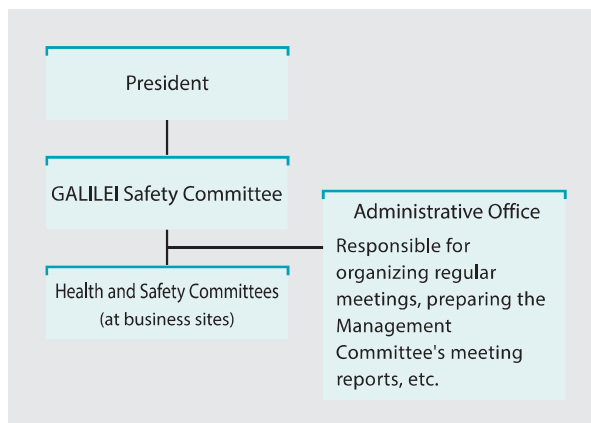 President
GALILEI Safety Committee
Health and Safety Committees
(at business sites)
Administrative Office
Responsible for
organizing regular
meetings, preparing the
Management
Committee's meeting
reports, etc.